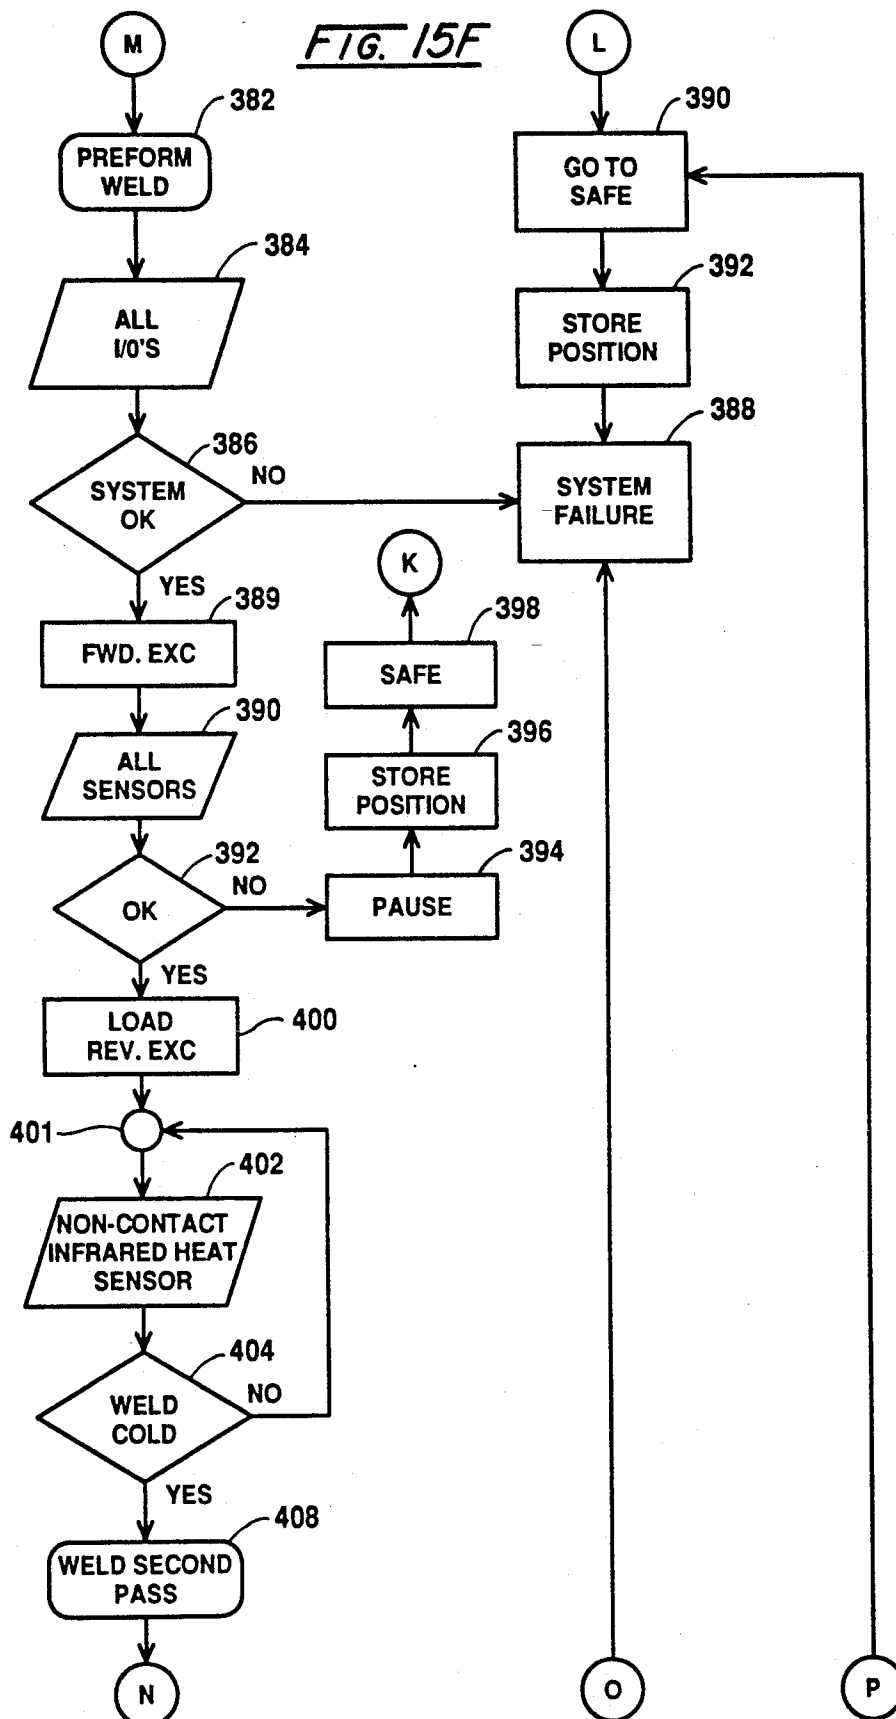 FIG. 15F
M
382
PREFORM
WELD
384
ALL
I/O'S
386
SYSTEM
OK
NO
YES
389
FWD. EXC
390
ALL
SENSORS
392
OK
NO
YES
LOAD
REV. EXC
400
401
402
NON-CONTACT
INFRARED HEAT
SENSOR
404
WELD
COLD
NO
YES
408
WELD SECOND
PASS
N
K
398
SAFE
396
STORE
POSITION
394
PAUSE
L
390
GO TO
SAFE
392
STORE
POSITION
388
SYSTEM
FAILURE
O
P